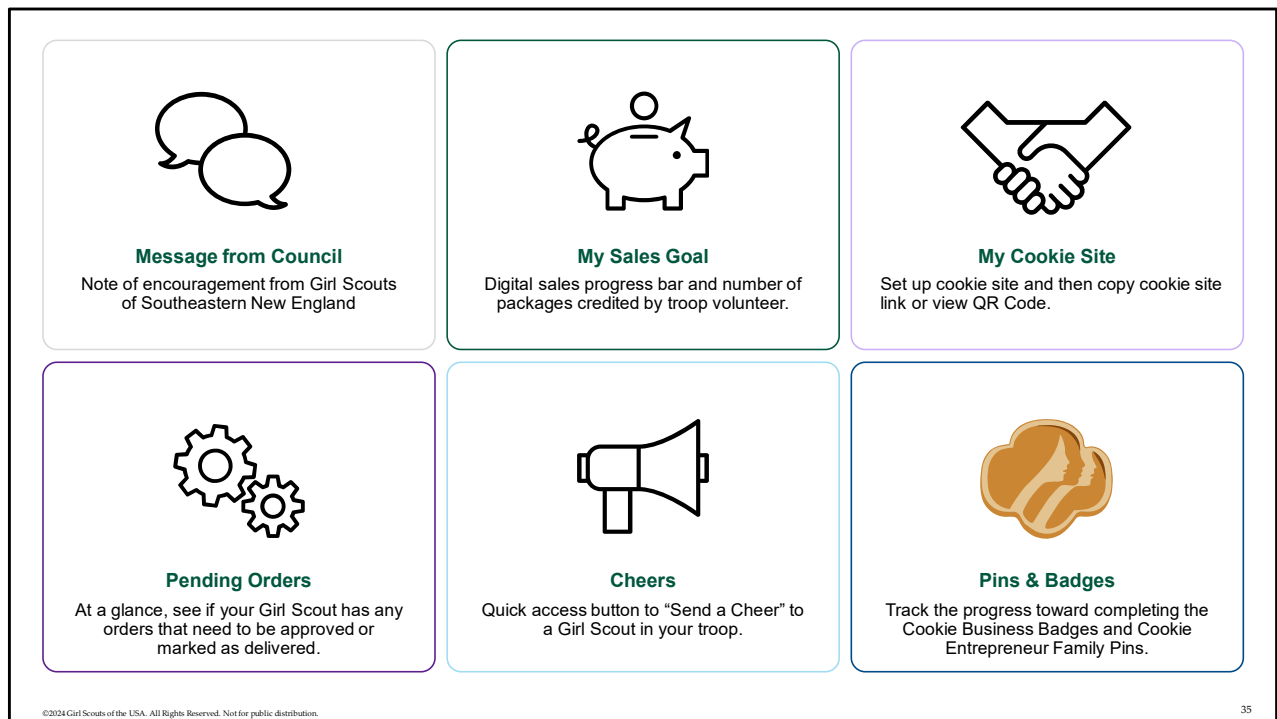 Message from Council
Note of encouragement from Girl Scouts
of Southeastern New England
My Sales Goal
Digital sales progress bar and number of
packages credited by troop volunteer.
My Cookie Site
Set up cookie site and then copy cookie site
link or view QR Code.
Pending Orders
At a glance, see if your Girl Scout has any
orders that need to be approved or
marked as delivered.
Cheers
Quick access button to “Send a Cheer” to
a Girl Scout in your troop.
Pins & Badges
Track the progress toward completing the
Cookie Business Badges and Cookie
Entrepreneur Family Pins.
©2024 Girl Scouts of the USA. All Rights Reserved. Not for public distribution.
35